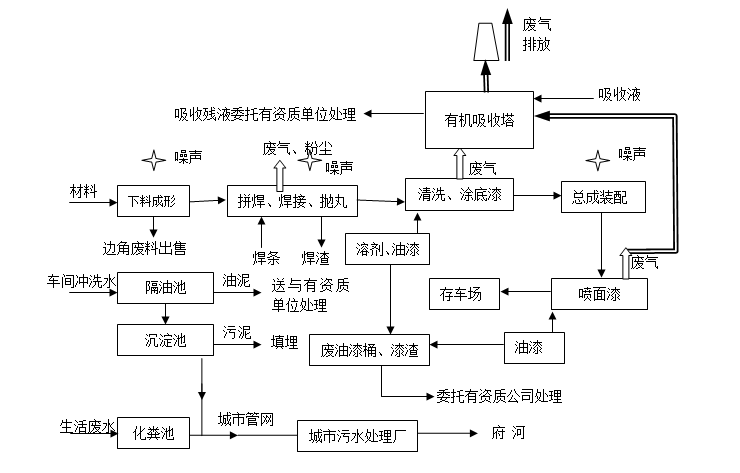 废气
排放
吸收液
吸收残液委托有资质单位处理
有机吸收塔
废气、粉尘
噪声
噪声
废气
噪声
材料
下料成形
拼焊、焊接、抛丸
清洗、涂底漆
总成装配
边角废料出售
焊条
焊渣
溶剂、油漆
废气
车间冲洗水
隔油池
油泥
送与有资质
单位处理
存车场
喷面漆
沉淀池
污泥
填埋
废油漆桶、漆渣
油漆
委托有资质公司处理
生活废水
化粪池
城市管网
城市污水处理厂
府 河